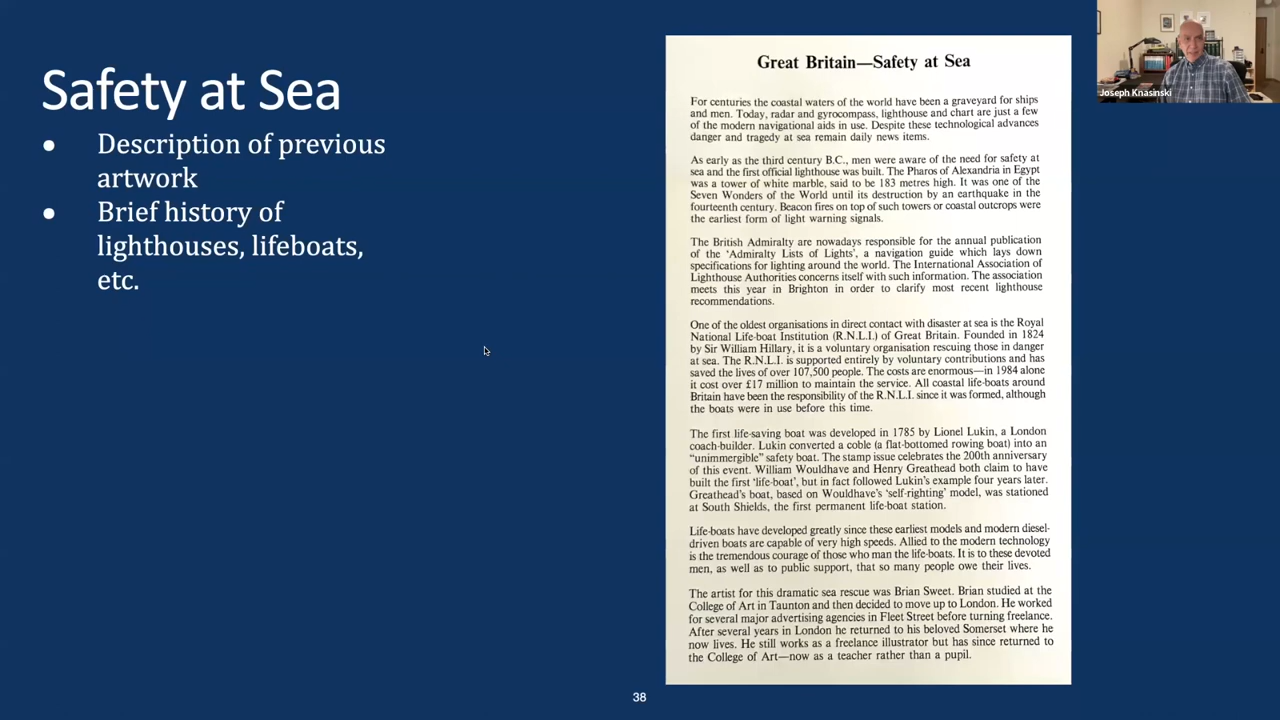 Safety at Sea
● Description of previous
artwork
● Brief history of
lighthouses, lifeboats,
etc.
Great Britain—Safety at Sea
For centuries the coastal waters of the world have been a graveyard for ships
and men. Today, radar and gyrocompass, lighthouse and chart are just a few
of the modern navigational aids in use. Despite these technological advances
danger and tragedy at sea remain daily news items.
As early as the third century B.C., men were aware of the need for safety at
sea and the first official lighthouse was built. The Pharos of Alexandria in Egypt
was a tower of white marble, said to be 183 metres high. It was one of the
Seven Wonders of the World until its destruction by an earthquake in the
fourteenth century. Beacon fires on top of such towers or coastal outcrops were
the earliest form of light warning signals.
The British Admiralty are nowadays responsible for the annual publication
of the ‘Admiralty Lists of Lights’, a navigation guide which lays down
specifications for lighting around the world. The International Association of
Lighthouse Authorities concerns itself with such information. The association
meets this year in Brighton in order to clarify most recent lighthouse
recommendations.
One of the oldest organisations in direct contact with disaster at sea is the Royal
National Life-boat Institution (R.N.L.I.) of Great Britain. Founded in 1824
by Sir William Hillary, it is a voluntary organisation rescuing those in danger
at sea. The R.N.L.I. is supported entirely by voluntary contributions and has
saved the lives of over 107,500 people. The costs are enormous—in 1984 alone
it cost over £17 million to maintain the service. All coastal life-boats around
Britain have been the responsibility of the R.N.L.I. since it was formed, although
the boats were in use before this time.
The first life-saving boat was developed in 1785 by Lionel Lukin, a London
coach-builder. Lukin converted a coble (a flat-bottomed rowing boat) into an
“unimmergible” safety boat. The stamp issue celebrates the 200th anniversary
of this event. William Wouldhave and Henry Greathead both claim to have
built the first ‘life-boat’, but in fact followed Lukin’s example four years later.
Greathead’s boat, based on Wouldhave’s ‘self-righting’ model, was stationed
at South Shields, the first permanent life-boat station.
Life-boats have developed greatly since these earliest models and modern diesel-
driven boats are capable of very high speeds. Allied to the modern technology
is the tremendous courage of those who man the life-boats. It is to these devoted
men, as well as to public support, that so many people owe their lives.
The artist for this dramatic sea rescue was Brian Sweet. Brian studied at the
College of Art in Taunton and then decided to move up to London. He worked
for several major advertising agencies in Fleet Street before turning freelance.
After several years in London he returned to his beloved Somerset where he
now lives. He still works as a freelance illustrator but has since returned to
the College of Art—now as a teacher rather than a pupil.
Joseph Knasinski
38